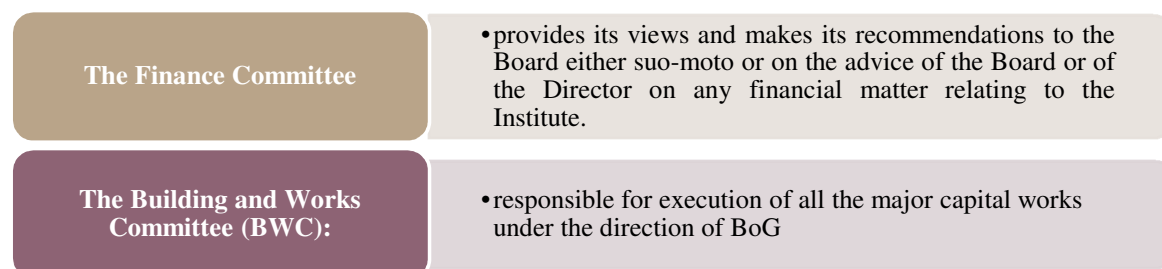 The Finance Committee
•provides its views and makes its recommendations to the
Board either suo-moto or on the advice of the Board or of
the Director on any financial matter relating to the
Institute.
The Building and Works
Committee (BWC):
•responsible for execution of all the major capital works
under the direction of BoG